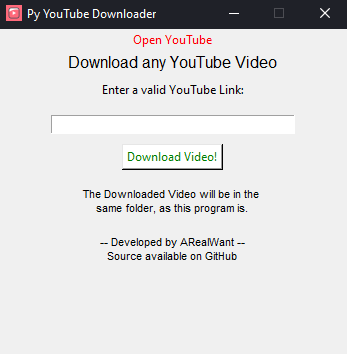 Py YouTube Downloader
Open YouTube
Download any YouTube Video
Enter a valid YouTube Link:
Download Video!
The Downloaded Video will be in the
same folder, as this program is.
-- Developed by ARealWant --
Source available on GitHub